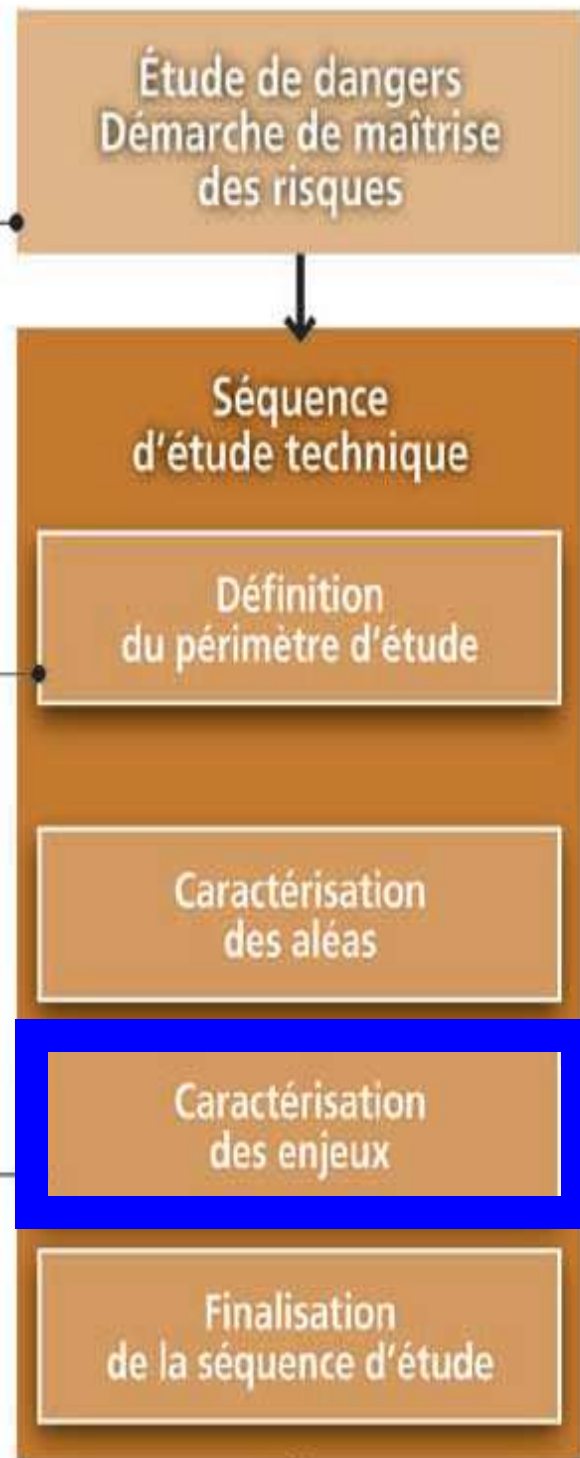 Étude de dangers
Démarche de maîtrise
des risques
Séquence
d'étude technique
Définition
du périmètre d'étude
Caractérisation
des aléas
Caractérisation
des enjeux
Finalisation
de la séquence d'étude